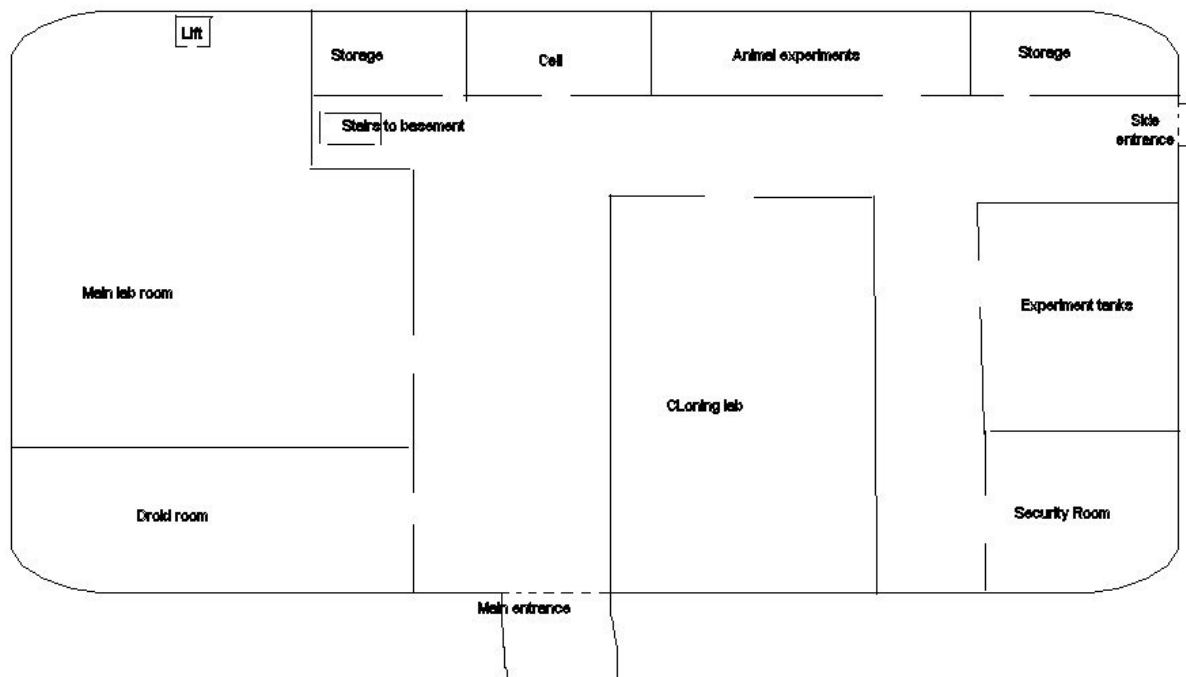 Lift
Storage
Cell
Animal experiments
Storage
Stairs to basement
Side
entrance
Main lab room
Experiment tanks
CLoning lab
Droid room
Security Room
Main entrance